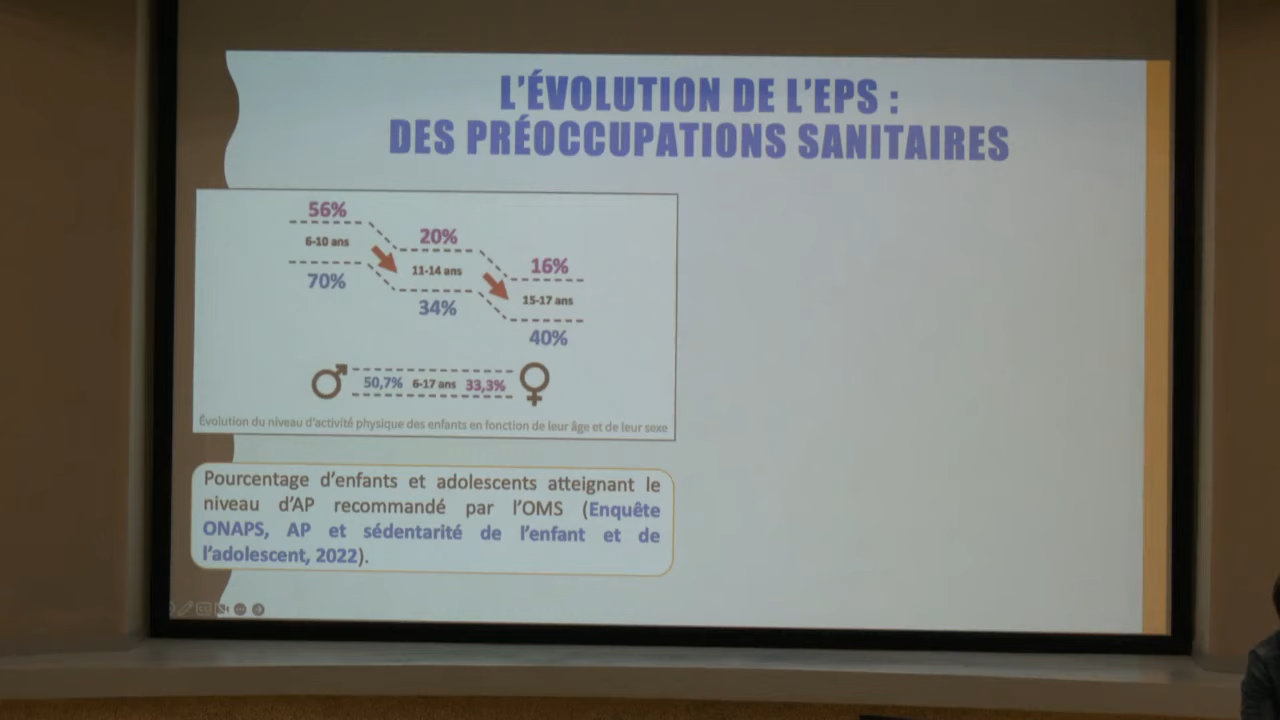 L'ÉVOLUTION DE L'EPS :
DES PRÉOCCUPATIONS SANITAIRES
56%
6-10 ans
70%
20%
11-14 ans
34%
16%
15-17 ans
40%
50,7% 6-17 ans 33,3%
Évolution du niveau d'activité physique des enfants en fonction de leur âge et de leur sexe
Pourcentage d'enfants et adolescents atteignant le
niveau d'AP recommandé par l'OMS (Enquête
ONAPS, AP et sédentarité de l'enfant et de
l'adolescent, 2022).